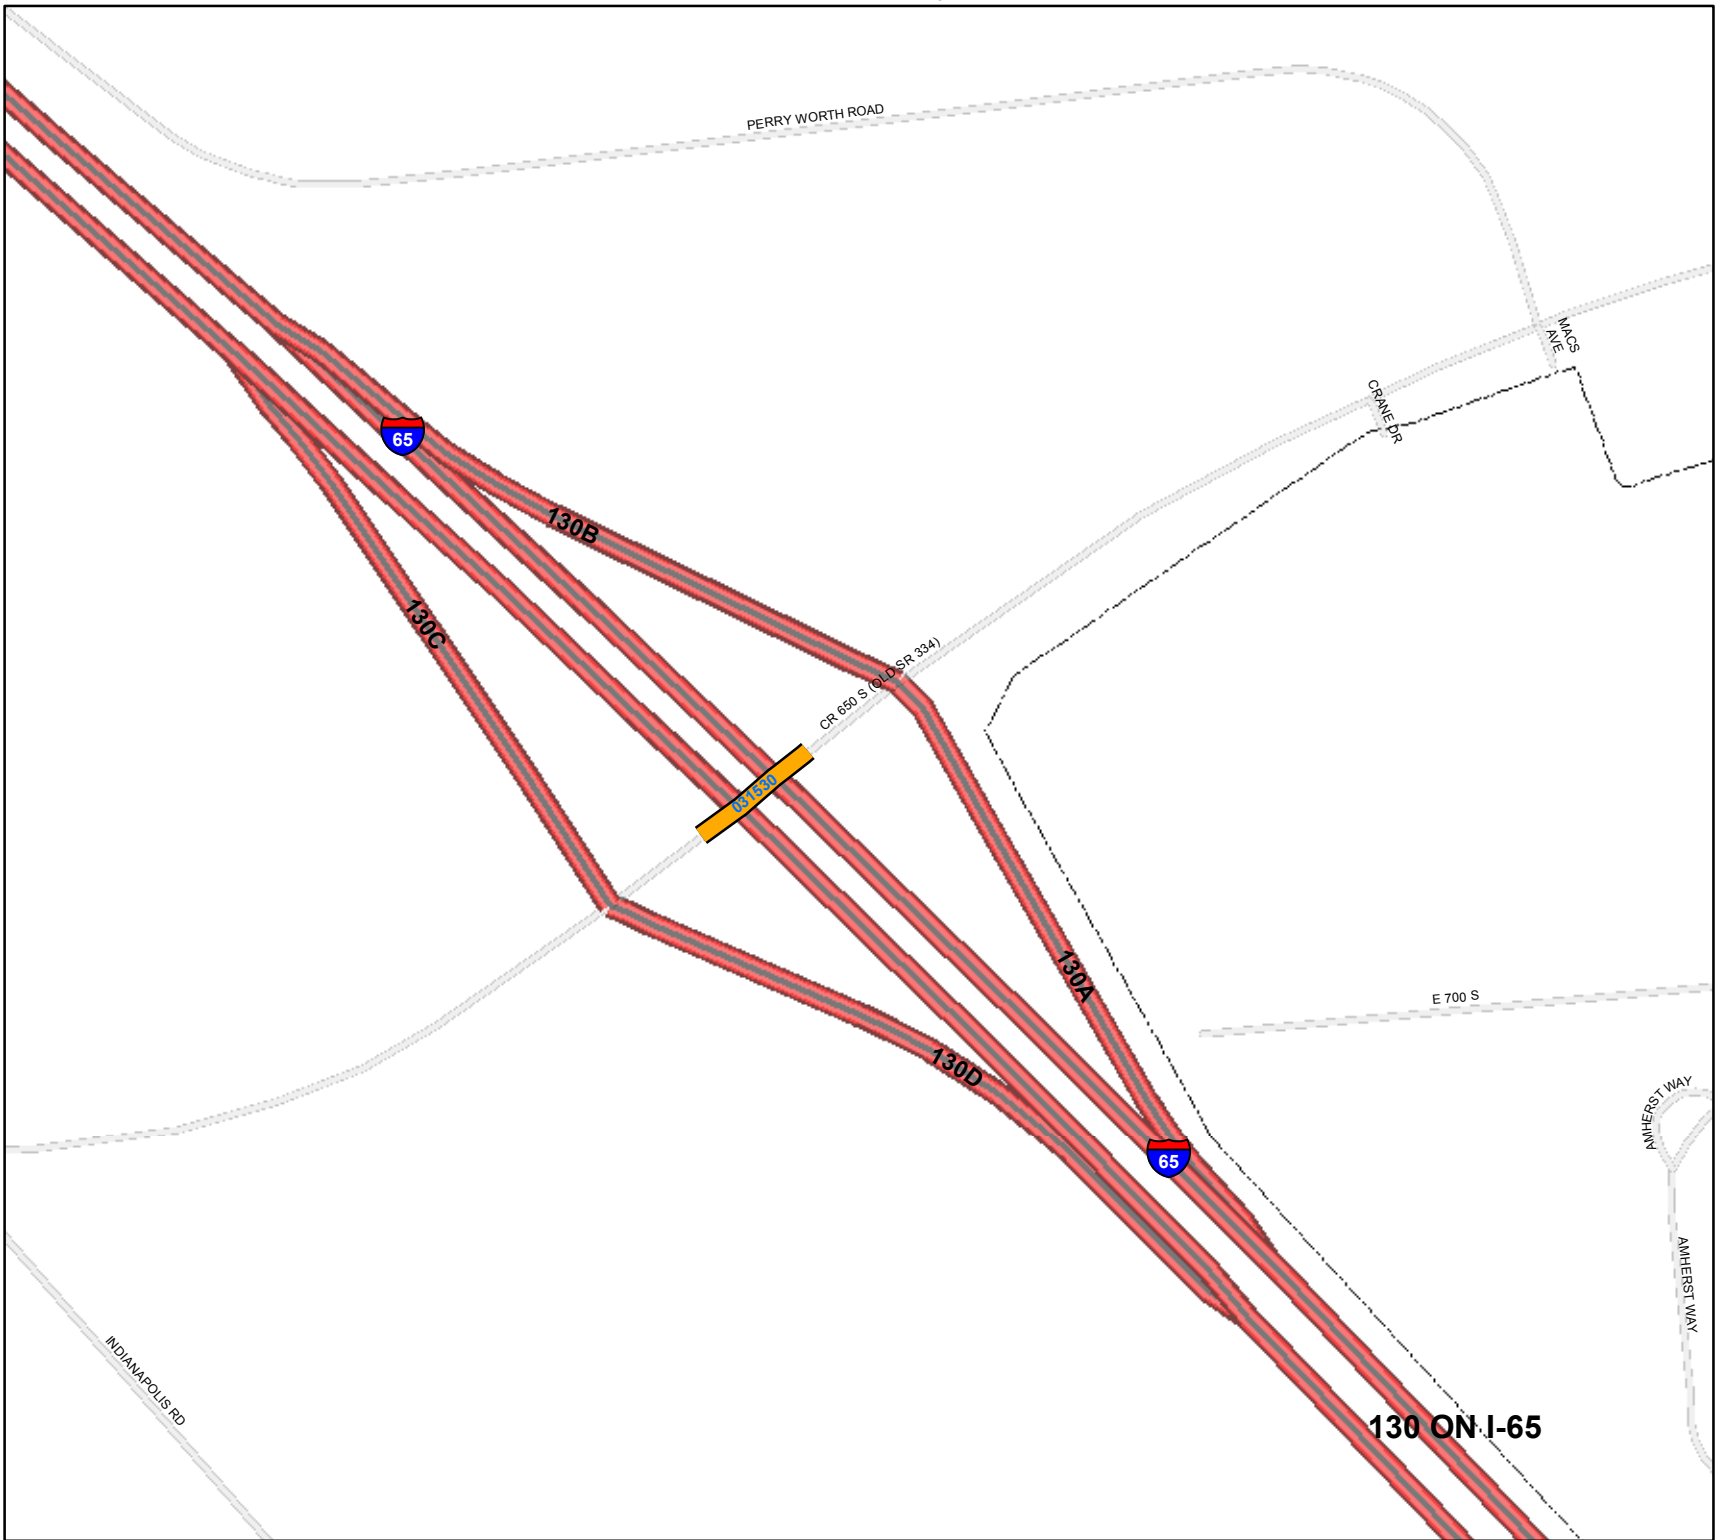 PERRY WORTH ROAD
MACS
AVE
CRANE DR
65
130B
130C
CR 650 S (OLD SR 334)
031530
130A
E 700 S
130D
AMHERST WAY
65
AMHERST WAY
INDIANAPOLIS RD
130 ON I-65